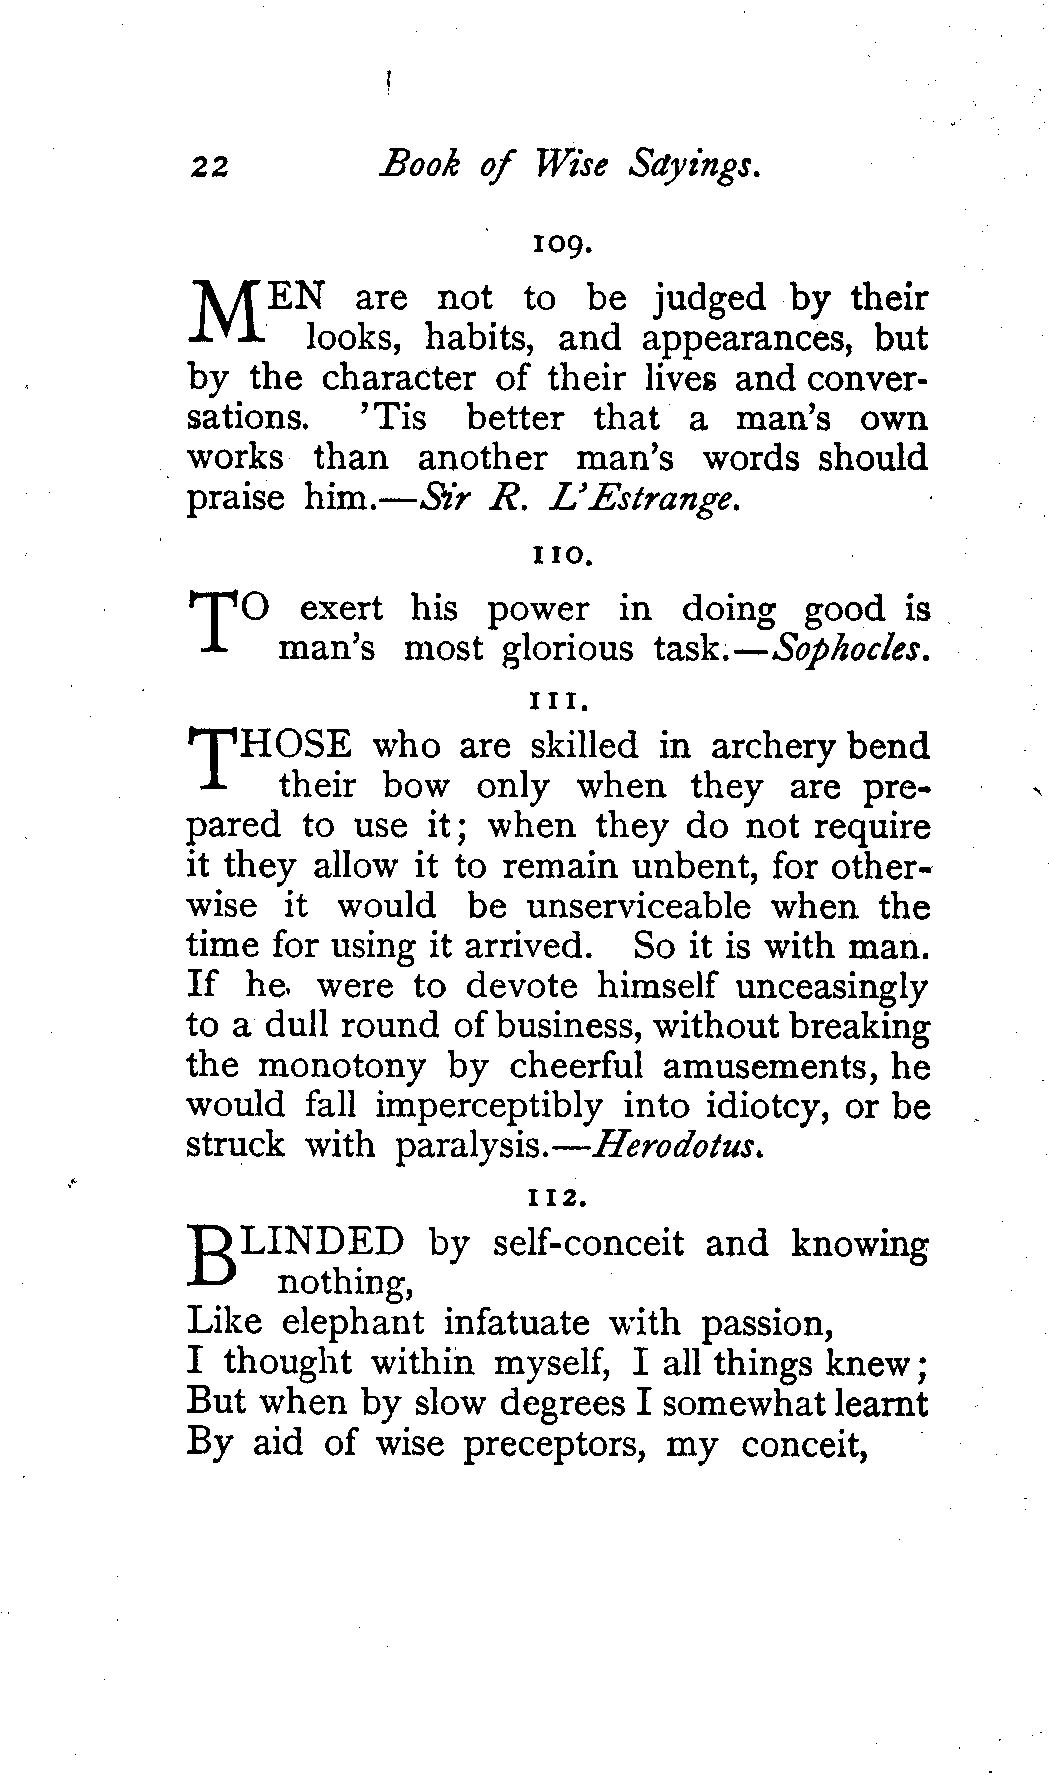 22 Book of Wise Sayings.
109.
MEN are not to be judged by their
looks, habits, and appearances, but
by the character of their lives and conver-
sations. 'Tis better that a man's own
works than another man's words should
praise him.—Sir R. L'Estrange.
110.
TO exert his power in doing good is
man's most glorious task.—Sophocles.
111.
THOSE who are skilled in archery bend
their bow only when they are pre-
pared to use it; when they do not require
it they allow it to remain unbent, for other-
wise it would be unserviceable when the
time for using it arrived. So it is with man.
If he were to devote himself unceasingly
to a dull round of business, without breaking
the monotony by cheerful amusements, he
would fall imperceptibly into idiotcy, or be
struck with paralysis.—Herodotus.
112.
BLINDED by self-conceit and knowing
nothing,
Like elephant infatuate with passion,
I thought within myself, I all things knew;
But when by slow degrees I somewhat learnt
By aid of wise preceptors, my conceit,